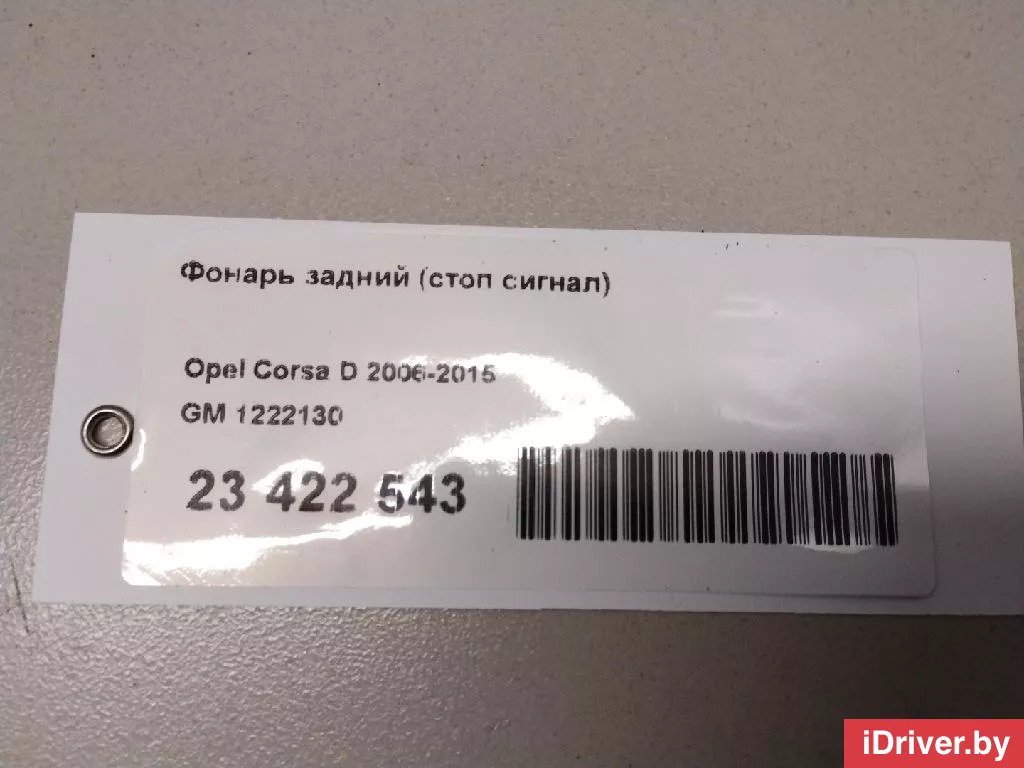 Фонарь задний (стоп сигнал)
Opel Corsa D 2006-2015
GM 1222130
23 422 543
iDriver.by